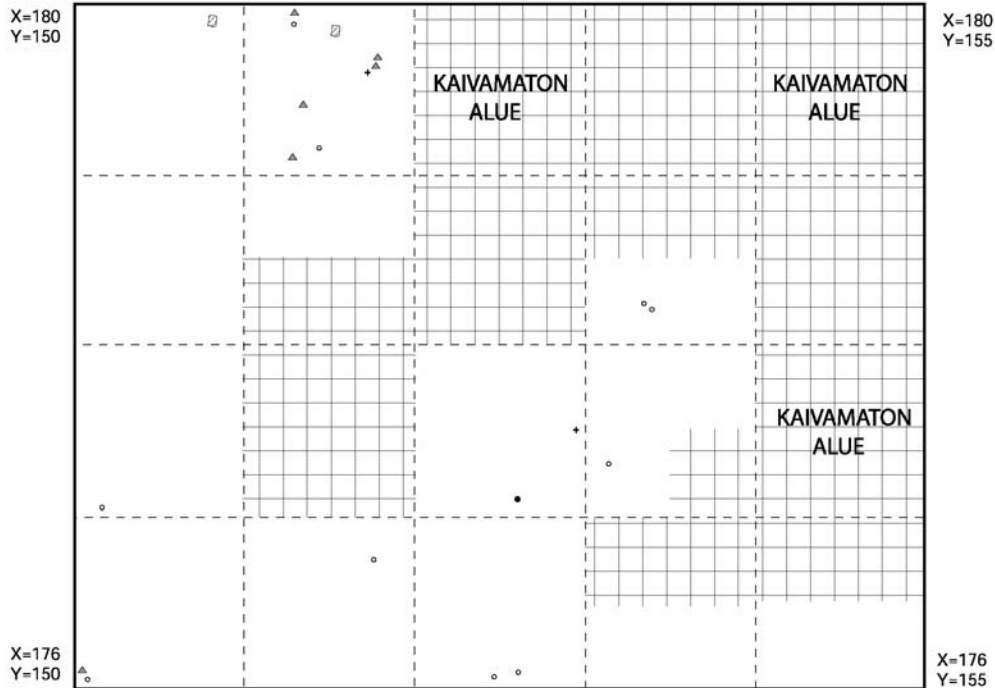 X=180
Y=150
X=180
Y=155
KAIVAMATON
ALUE
KAIVAMATON
ALUE
KAIVAMATON
ALUE
X=176
Y=150
X=176
Y=155